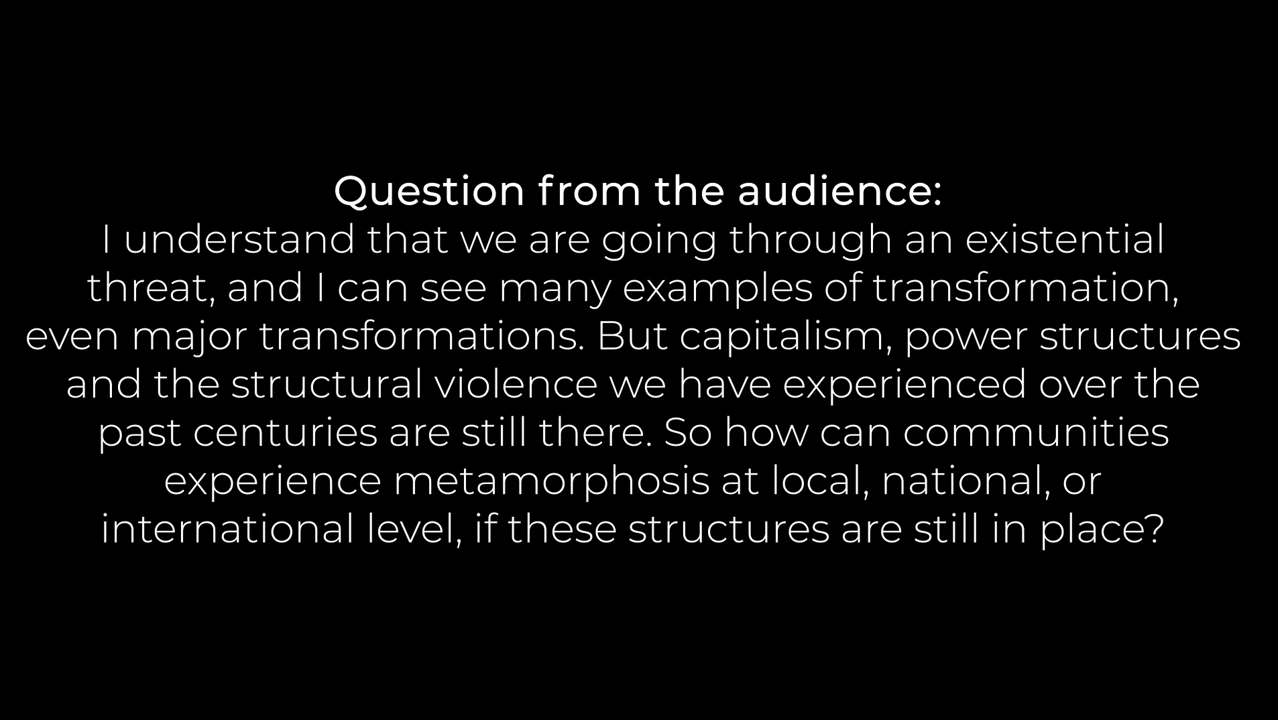 Question from the audience:
I understand that we are going through an existential
threat, and I can see many examples of transformation,
even major transformations. But capitalism, power structures
and the structural violence we have experienced over the
past centuries are still there. So how can communities
experience metamorphosis at local, national, or
international level, if these structures are still in place?